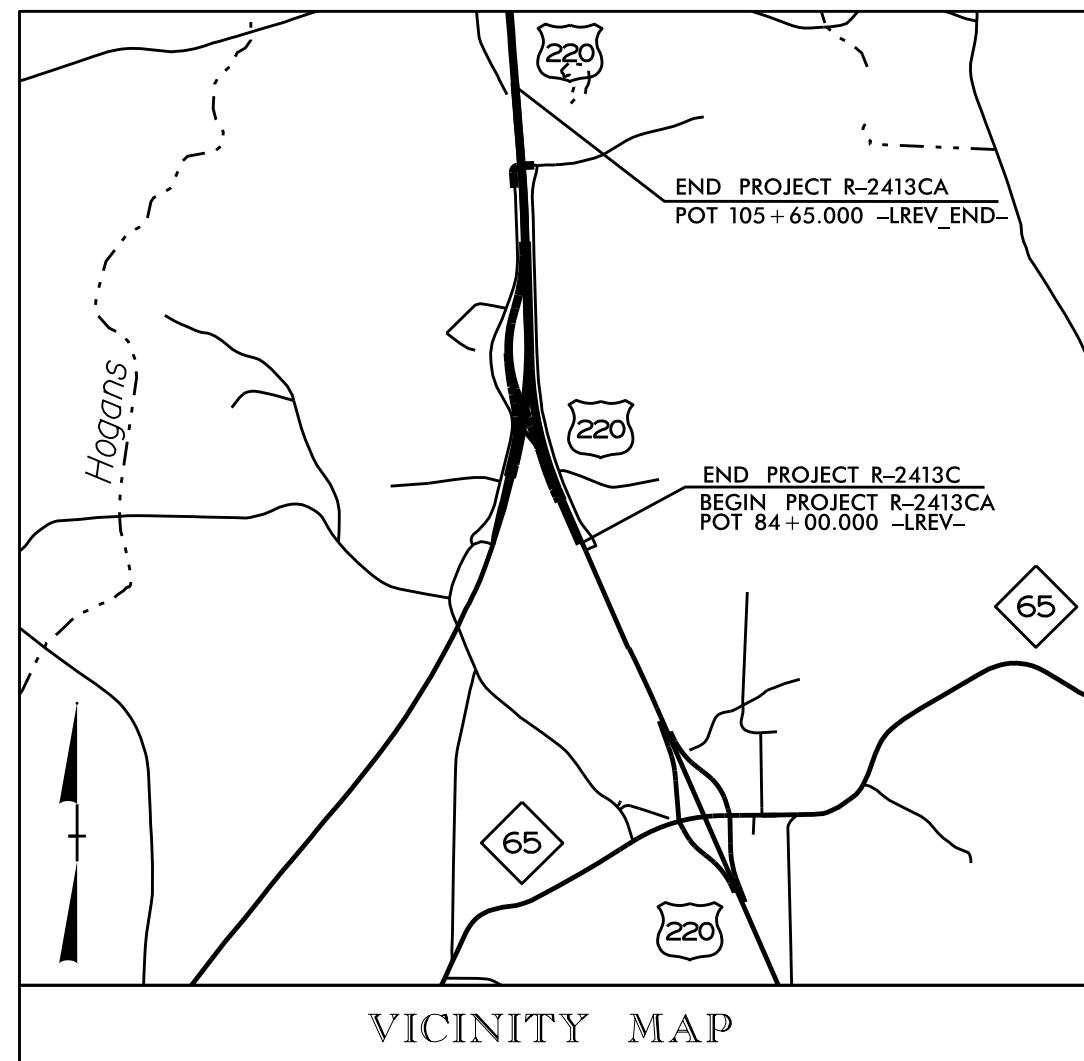 220
END PROJECT R–2413CA
POT 105+65.000 –LREV_END–
Hogans
220
END PROJECT R–2413C
BEGIN PROJECT R–2413CA
POT 84+00.000 –LREV–
65
65
220
VICINITY MAP